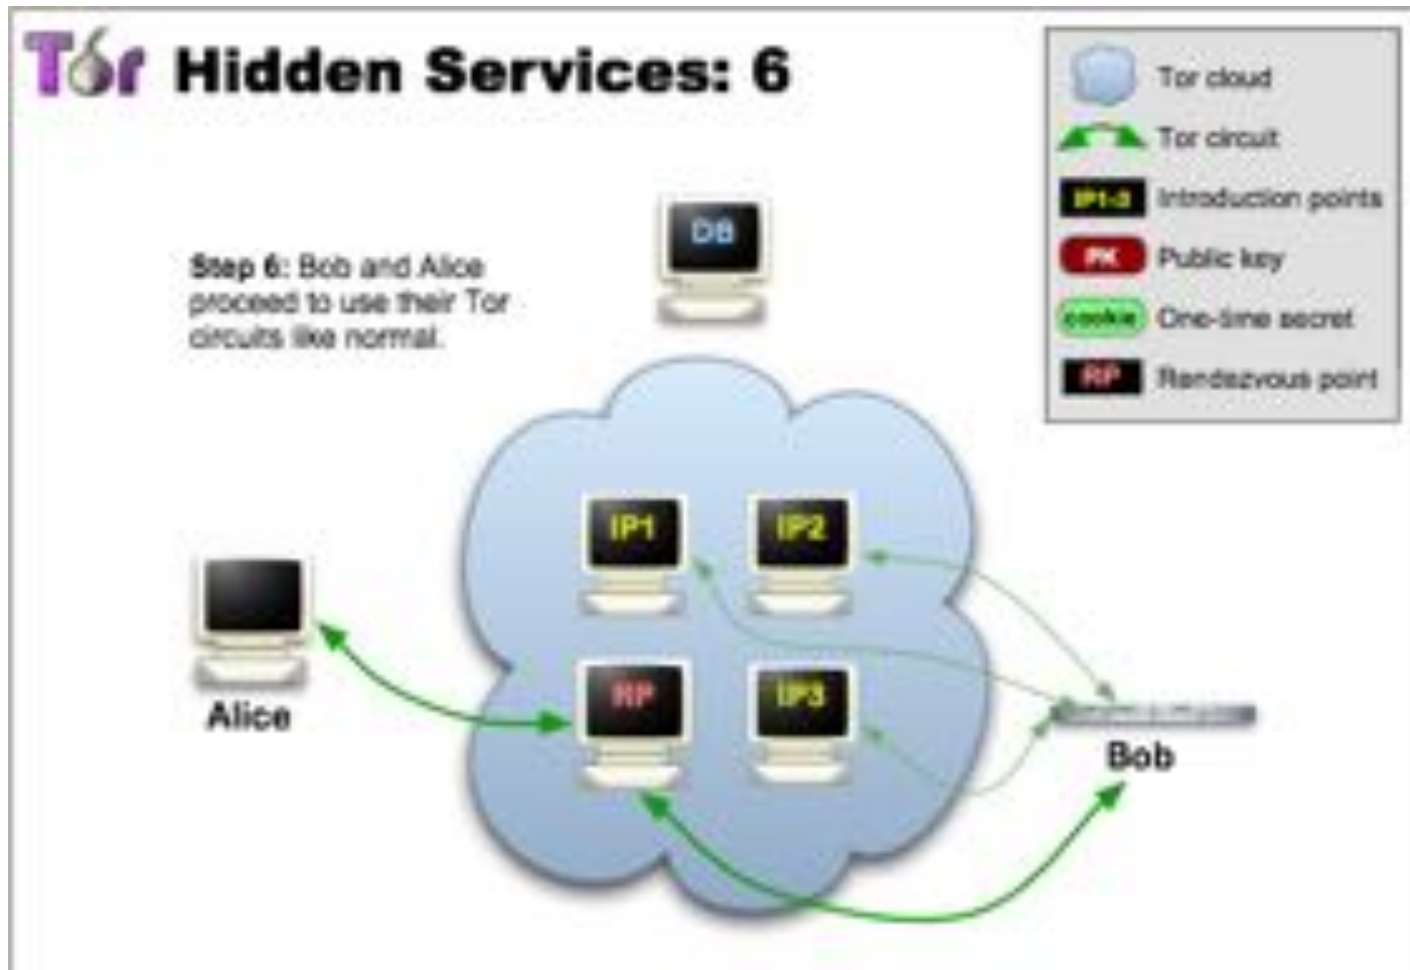 Tor Hidden Services: 6
Step 6: Bob and Alice
proceed to use their Tor
circuits like normal.
DB
Tor cloud
Tor circuit
IP1-3 Introduction points
PK Public key
cookie One-time secret
RP Rendezvous point
IP1 IP2
Alice
RP IP3
Bob